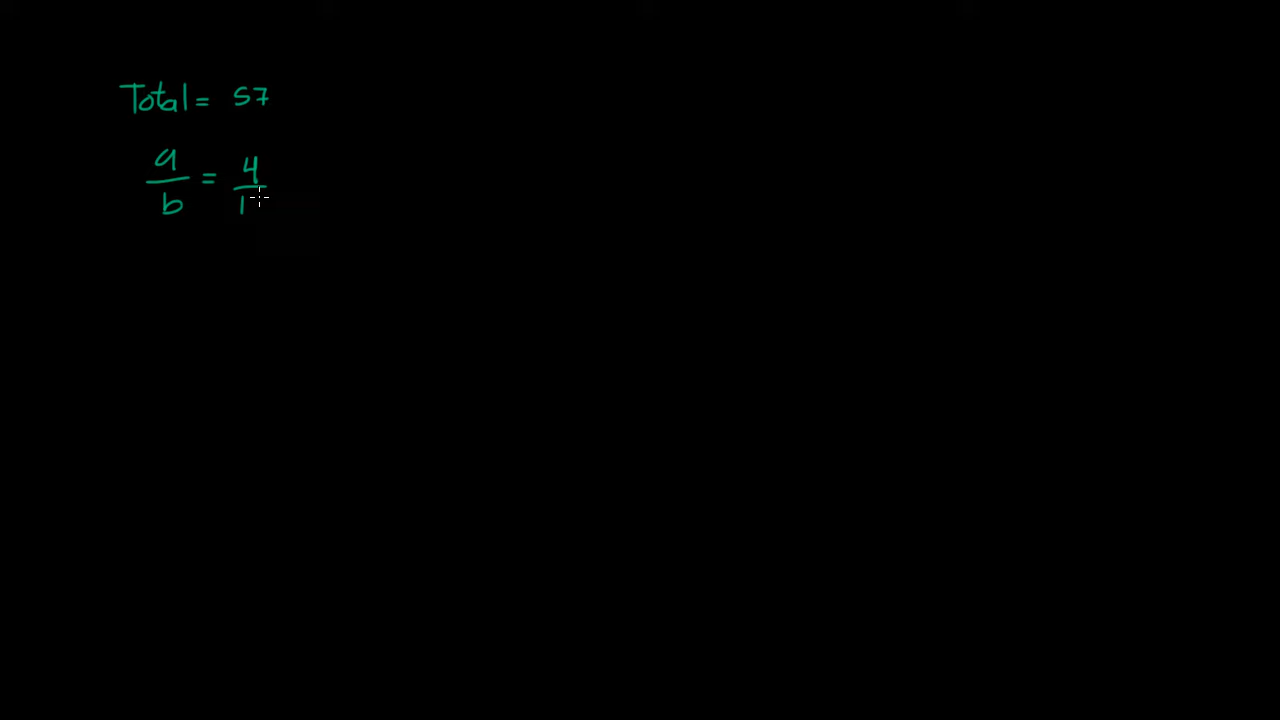 Total = 57
a/b = 4/1